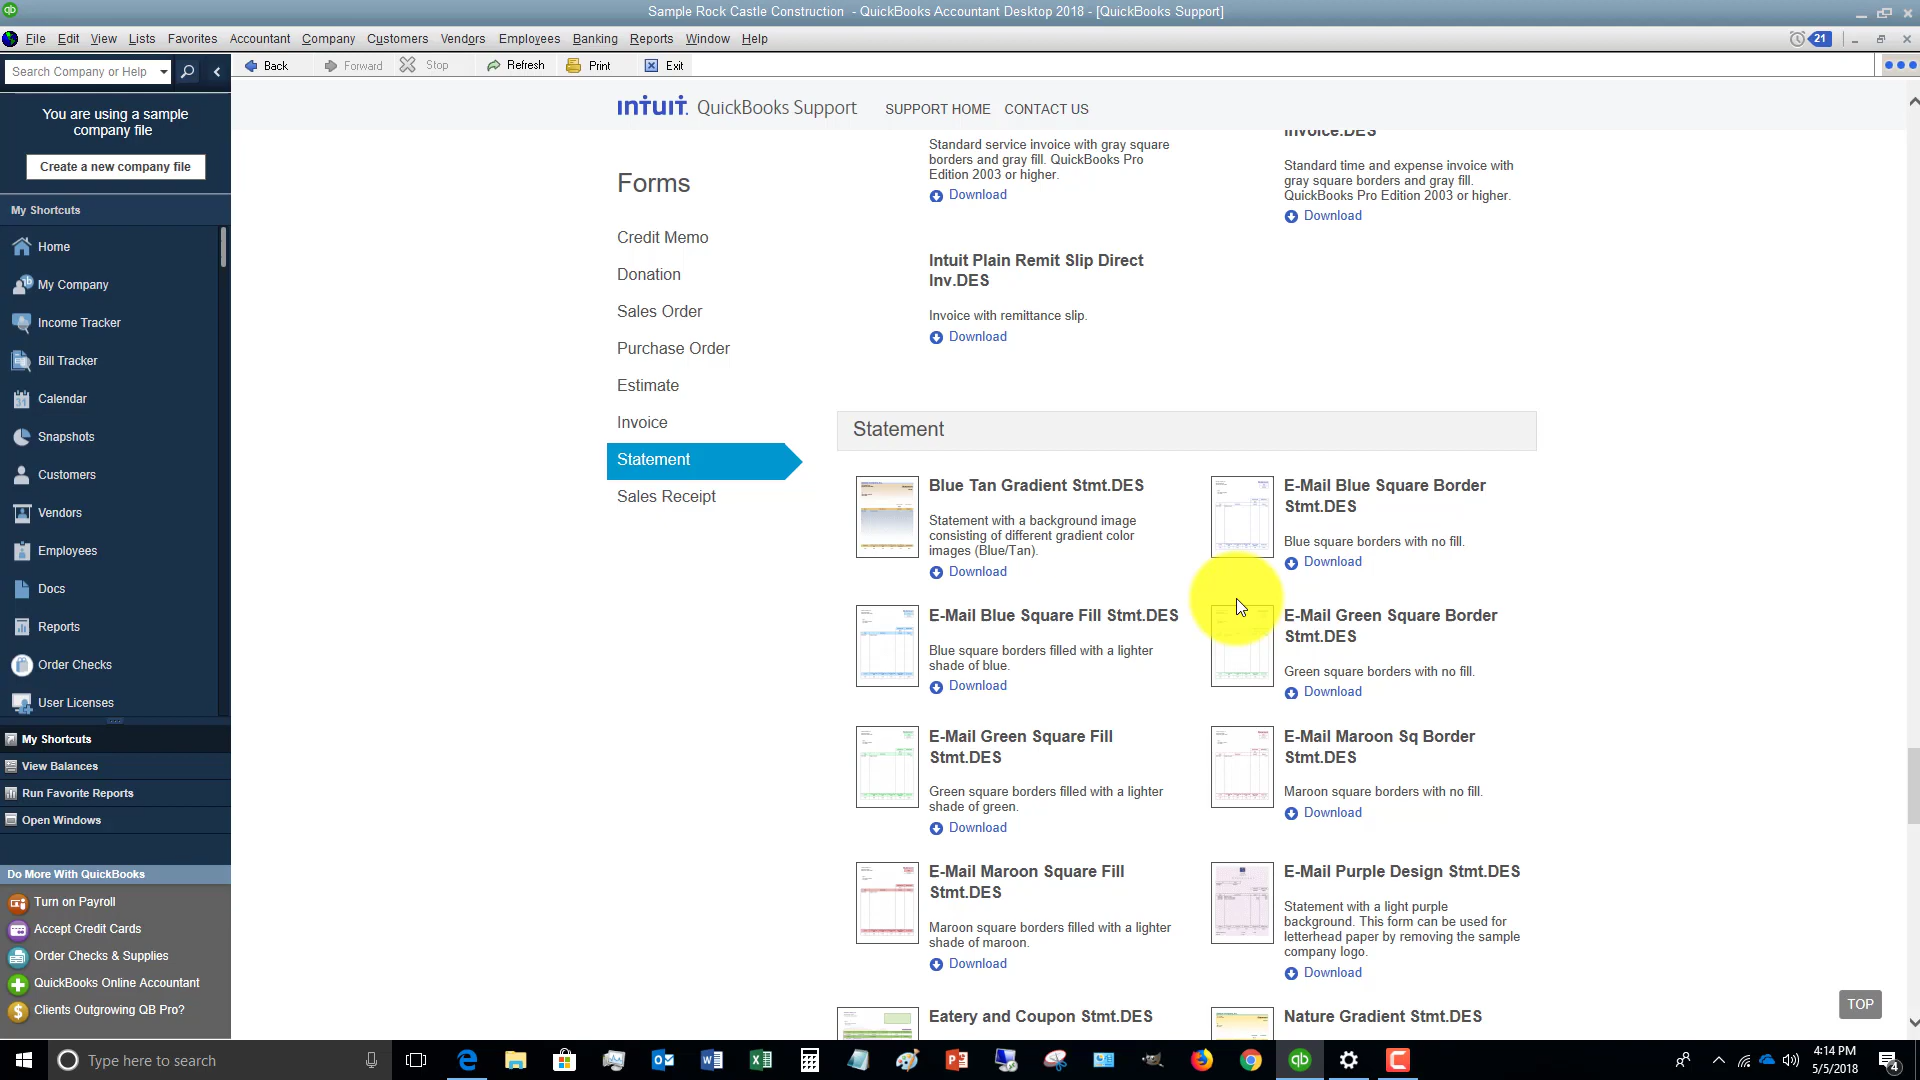 Sample Rock Castle Construction  - QuickBooks Accountant Desktop 2018 - [QuickBooks Support]
File Edit View Lists Favorites Accountant Company Customers Vendors Employees Banking Reports Window Help
21
Search Company or Help
Back Forward Stop Refresh Print Exit
You are using a sample
company file
Create a new company file
My Shortcuts
Home
My Company
Income Tracker
Bill Tracker
Calendar
Snapshots
Customers
Vendors
Employees
Docs
Reports
Order Checks
User Licenses
My Shortcuts
View Balances
Run Favorite Reports
Open Windows
Do More With QuickBooks
Turn on Payroll
Accept Credit Cards
Order Checks & Supplies
QuickBooks Online Accountant
Clients Outgrowing QB Pro?
intuit. QuickBooks Support SUPPORT HOME CONTACT US
Forms
Credit Memo
Donation
Sales Order
Purchase Order
Estimate
Invoice
Statement
Sales Receipt
Standard service invoice with gray square
borders and gray fill. QuickBooks Pro
Edition 2003 or higher.
Download
Invoice.DES
Standard time and expense invoice with
gray square borders and gray fill.
QuickBooks Pro Edition 2003 or higher.
Download
Intuit Plain Remit Slip Direct
Inv.DES
Invoice with remittance slip.
Download
Statement
Blue Tan Gradient Stmt.DES
Statement with a background image
consisting of different gradient color
images (Blue/Tan).
Download
E-Mail Blue Square Border
Stmt.DES
Blue square borders with no fill.
Download
E-Mail Blue Square Fill Stmt.DES
Blue square borders filled with a lighter
shade of blue.
Download
E-Mail Green Square Border
Stmt.DES
Green square borders with no fill.
Download
E-Mail Green Square Fill
Stmt.DES
Green square borders filled with a lighter
shade of green.
Download
E-Mail Maroon Sq Border
Stmt.DES
Maroon square borders with no fill.
Download
E-Mail Maroon Square Fill
Stmt.DES
Maroon square borders filled with a lighter
shade of maroon.
Download
E-Mail Purple Design Stmt.DES
Statement with a light purple
background. This form can be used for
letterhead paper by removing the sample
company logo.
Download
Eatery and Coupon Stmt.DES
Nature Gradient Stmt.DES
TOP
Type here to search
4:14 PM
5/5/2018
4